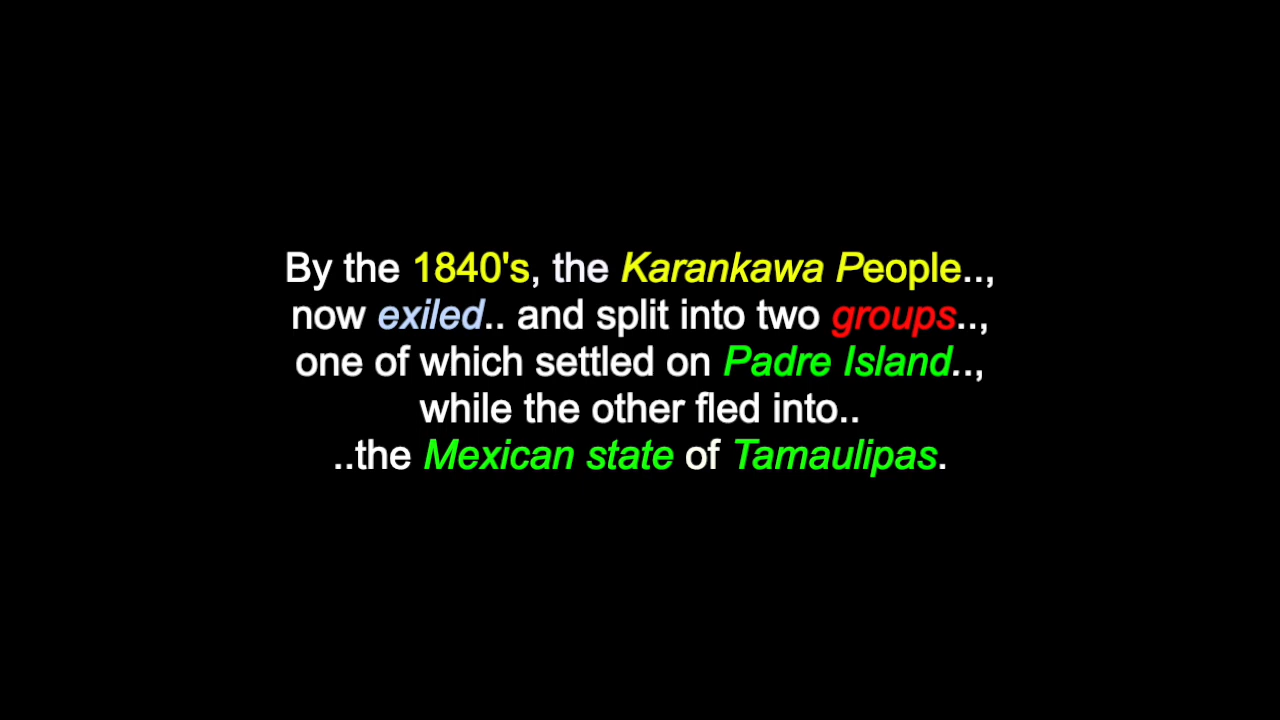 By the 1840's, the Karankawa People..,
now exiled.. and split into two groups..,
one of which settled on Padre Island..,
while the other fled into..
..the Mexican state of Tamaulipas.